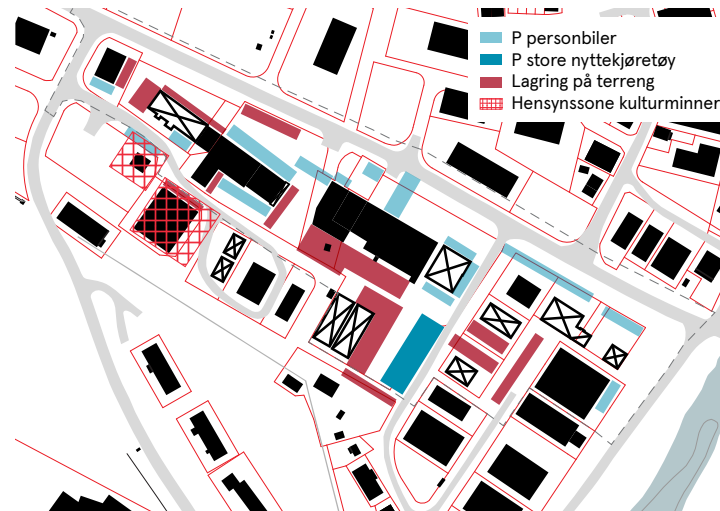 P personbiler
P store nyttekjøretøy
Lagring på terreng
Hensynssone kulturminner